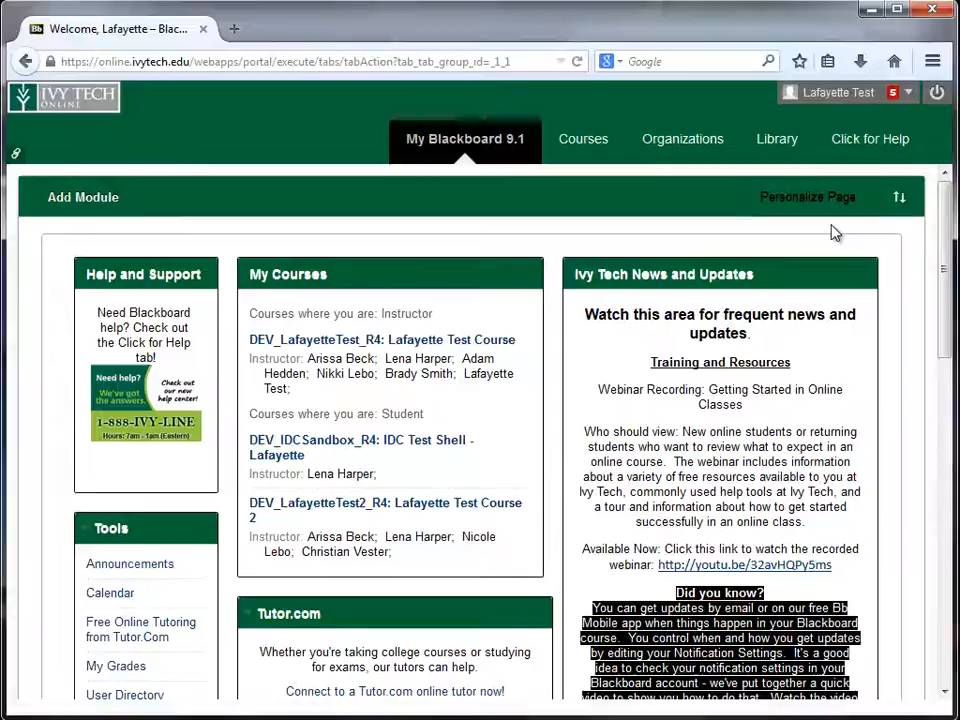 Welcome, Lafayette – Blac...
https://online.ivytech.edu/webapps/portal/execute/tabs/tabAction?tab_tab_group_id=_1_1
Google
IVY TECH
ONLINE
Lafayette Test 5
My Blackboard 9.1
Courses
Organizations
Library
Click for Help
Add Module
Personalize Page
Help and Support
Need Blackboard
help? Check out
the Click for Help
tab!
Need help?
We've got
the answers.
Check out
our new
help center!
1-888-IVY-LINE
Hours: 7am - 1am (Eastern)
Tools
Announcements
Calendar
Free Online Tutoring
from Tutor.Com
My Grades
User Directory
My Courses
Courses where you are: Instructor
DEV_LafayetteTest_R4: Lafayette Test Course
Instructor: Arissa Beck; Lena Harper; Adam
Hedden; Nikki Lebo; Brady Smith; Lafayette
Test;
Courses where you are: Student
DEV_IDCSandbox_R4: IDC Test Shell -
Lafayette
Instructor: Lena Harper;
DEV_LafayetteTest2_R4: Lafayette Test Course
2
Instructor: Arissa Beck; Lena Harper; Nicole
Lebo; Christian Vester;
Tutor.com
Whether you're taking college courses or studying
for exams, our tutors can help.
Connect to a Tutor.com online tutor now!
Ivy Tech News and Updates
Watch this area for frequent news and
updates.
Training and Resources
Webinar Recording: Getting Started in Online
Classes
Who should view: New online students or returning
students who want to review what to expect in an
online course. The webinar includes information
about a variety of free resources available to you at
Ivy Tech, commonly used help tools at Ivy Tech, and
a tour and information about how to get started
successfully in an online class.
Available Now: Click this link to watch the recorded
webinar: http://youtu.be/32avHQPy5ms
Did you know?
You can get updates by email or on our free Bb
Mobile app when things happen in your Blackboard
course. You control when and how you get updates
by editing your Notification Settings. It's a good
idea to check your notification settings in your
Blackboard account - we've put together a quick
video to show you how to do that. Watch the video